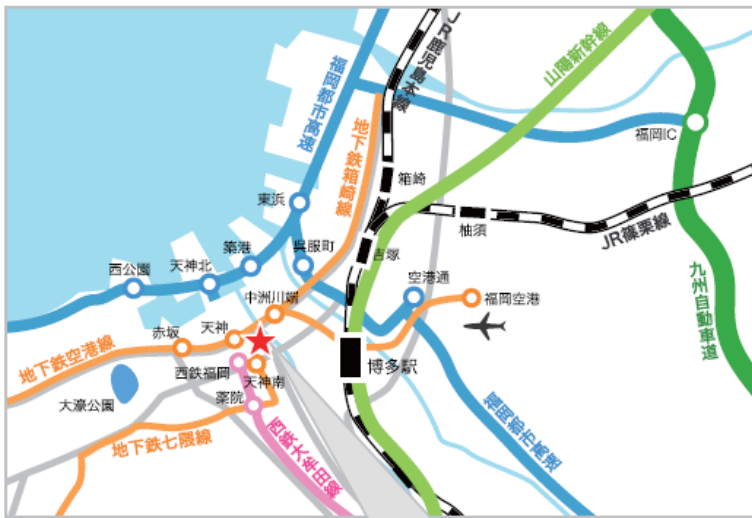 JR鹿児島本線
山陽新幹線
福岡都市高速
地下鉄箱崎線
福岡IC
箱崎
東浜
柚須
JR篠栗線
呉服町
吉塚
築港
天神北
西公園
空港通
九州自動車道
中洲川端
福岡空港
天神
赤坂
地下鉄空港線
博多駅
西鉄福岡
天神南
大濠公園
薬院
福岡都市高速
地下鉄七隈線
西鉄大牟田線